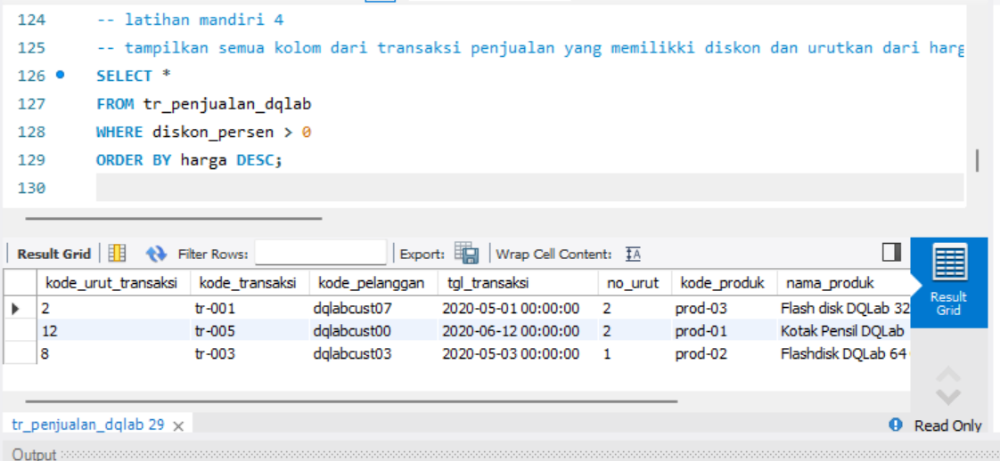 124 -- latihan mandiri 4
125 -- tampilkan semua kolom dari transaksi penjualan yang memilikki diskon dan urutkan dari harg
126 SELECT *
127 FROM tr_penjualan_dqlab
128 WHERE diskon_persen > 0
129 ORDER BY harga DESC;
130
Result Grid Filter Rows: Export: Wrap Cell Content: IA
kode_urut_transaksi kode_transaksi kode_pelanggan tgl_transaksi no_urut kode_produk nama_produk
2 tr-001 dqlabcust07 2020-05-01 00:00:00 2 prod-03 Flash disk DQLab 32
12 tr-005 dqlabcust00 2020-06-12 00:00:00 2 prod-01 Kotak Pensil DQLab
8 tr-003 dqlabcust03 2020-05-03 00:00:00 1 prod-02 Flashdisk DQLab 64
Result
Grid
tr_penjualan_dqlab 29
Read Only
Output